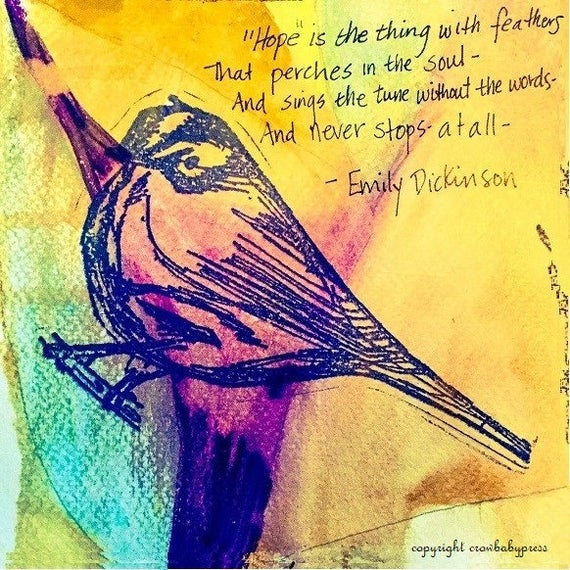 "Hope" is the thing with feathers
That perches in the soul -
And sings the tune without the words-
And never stops- at all -
- Emily Dickinson
copyright crowbabypress